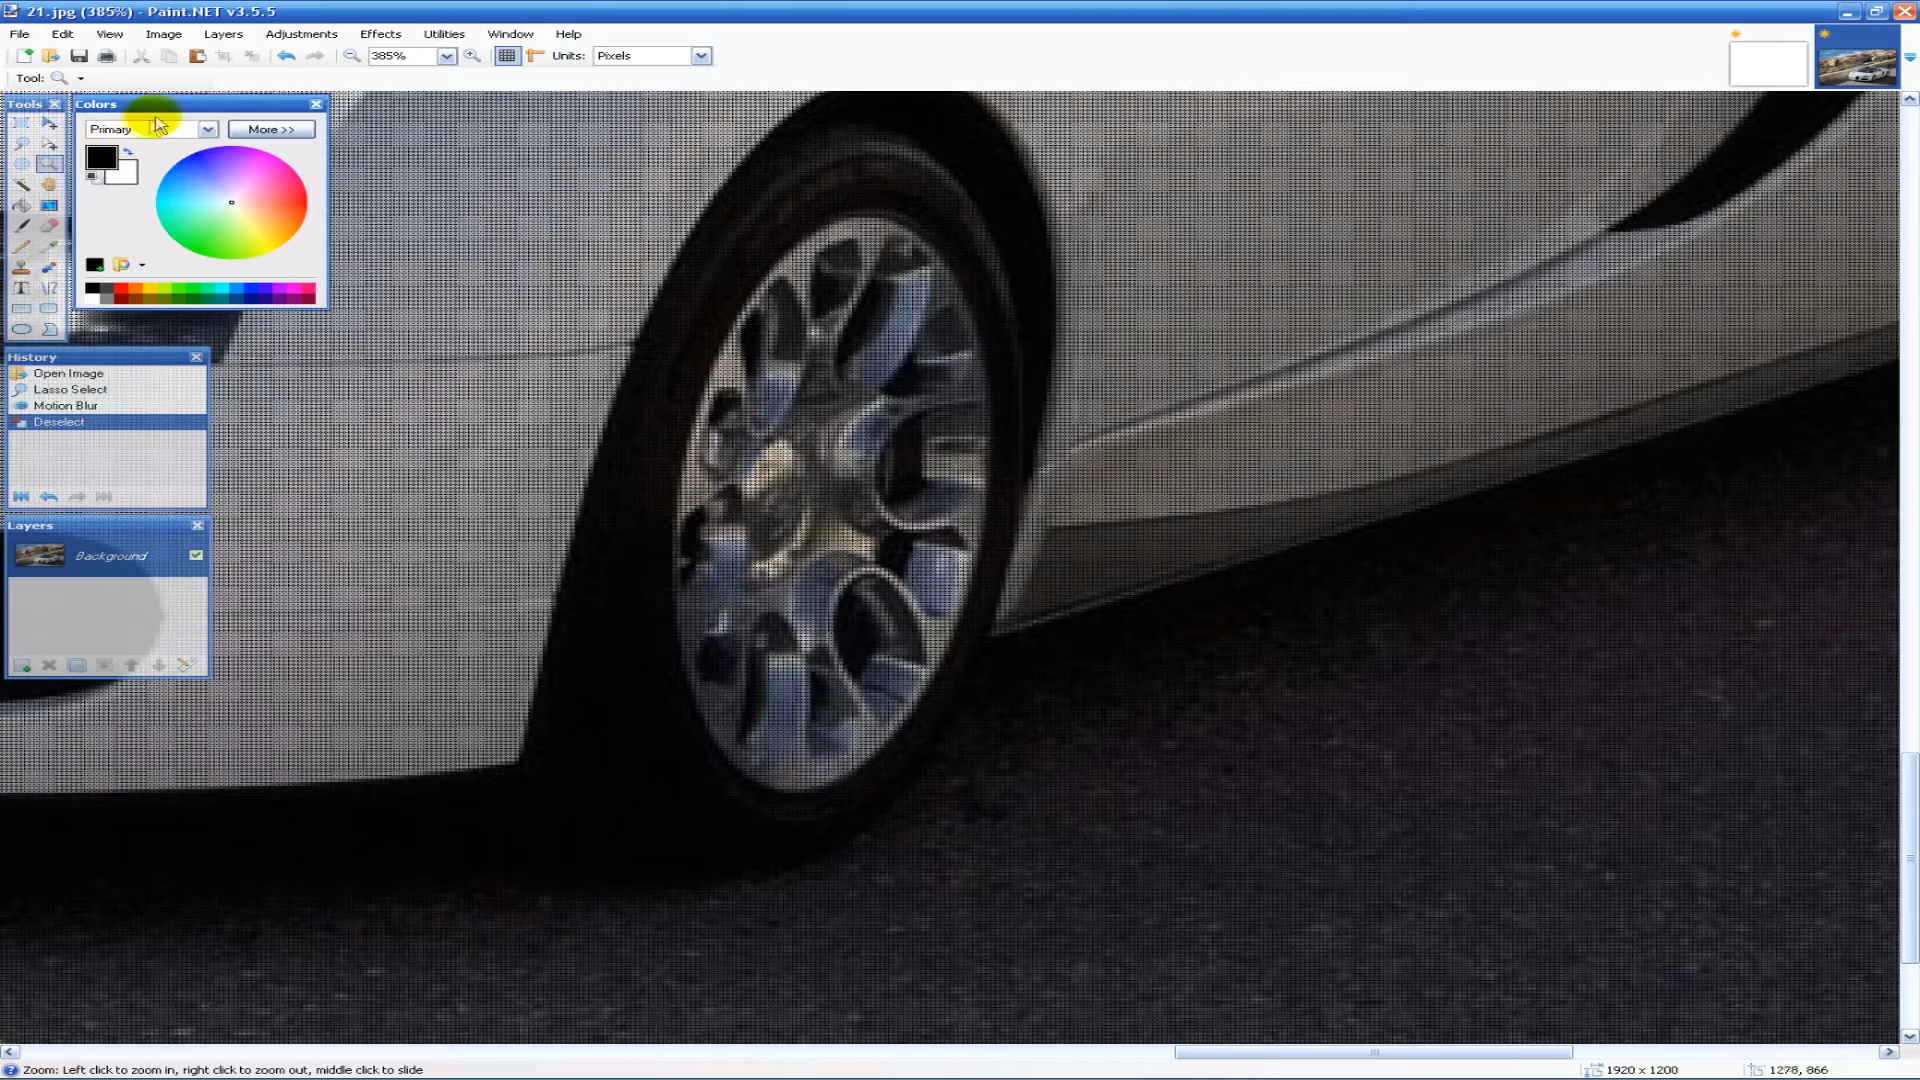 21.jpg (385%) - Paint.NET v3.5.5
File Edit View Image Layers Adjustments Effects Utilities Window Help
385% Units: Pixels
Tool:
Tools Colors
Primary More >>
History
Open Image
Lasso Select
Motion Blur
Deselect
Layers
Background
Zoom: Left click to zoom in, right click to zoom out, middle click to slide 1920 x 1200 1278, 866